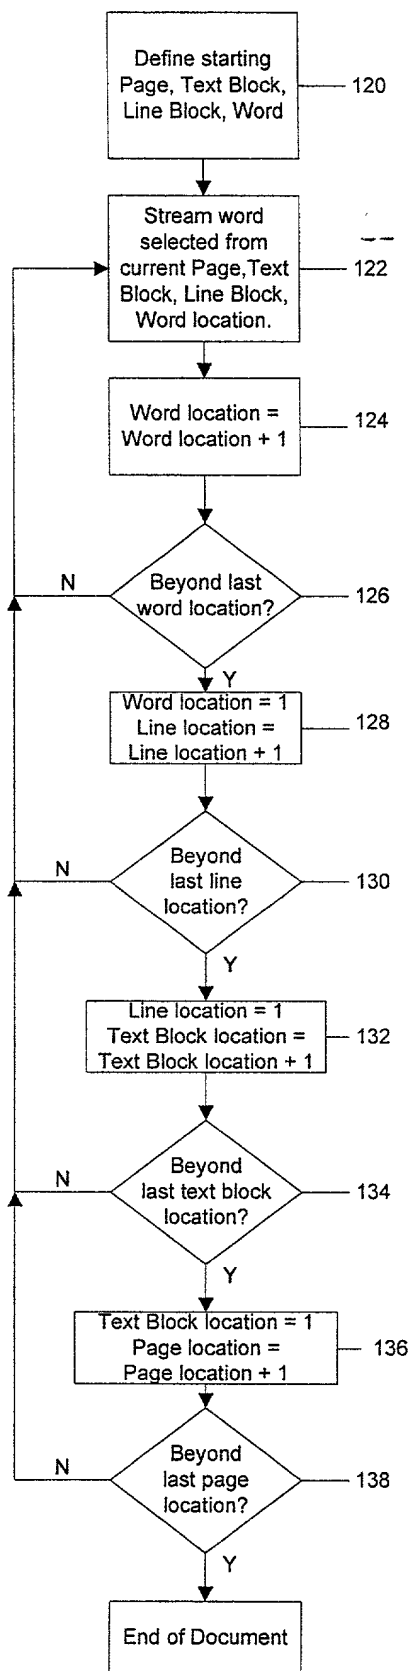 Define starting
Page, Text Block,
Line Block, Word
120
Stream word
selected from
current Page,Text
Block, Line Block,
Word location.
122
Word location =
Word location + 1
124
Beyond last
word location?
N
126
Y
Word location = 1
Line location =
Line location + 1
128
Beyond
last line
location?
N
130
Y
Line location = 1
Text Block location =
Text Block location + 1
132
Beyond
last text block
location?
N
134
Y
Text Block location = 1
Page location =
Page location + 1
136
Beyond
last page
location?
N
138
Y
End of Document